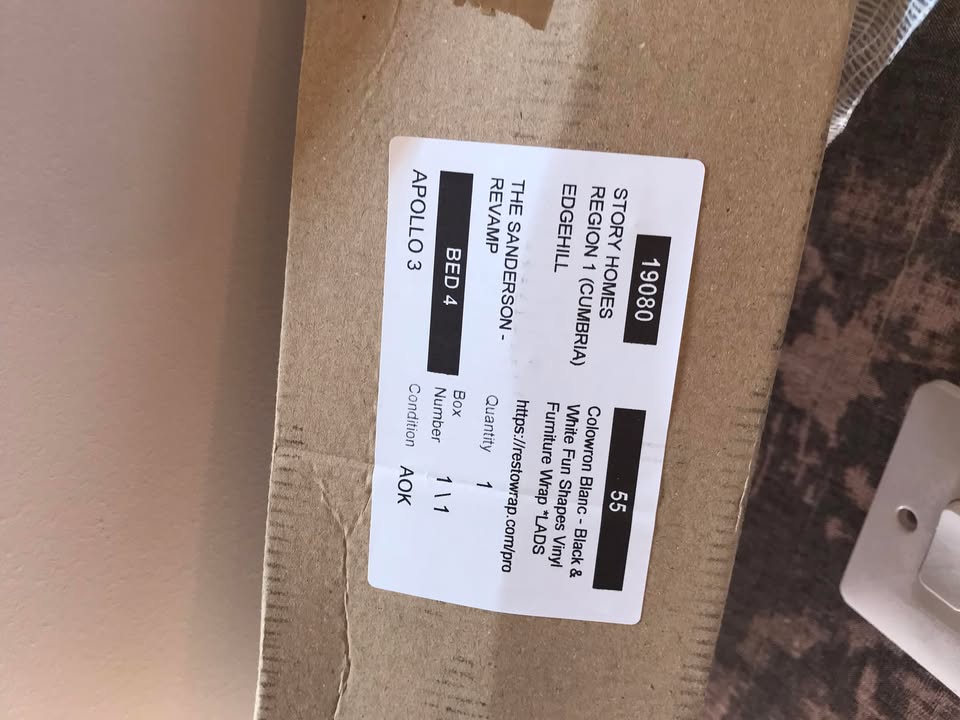 19080
STORY HOMES
REGION 1 (CUMBRIA)
EDGEHILL
THE SANDERSON -
REVAMP
BED 4
APOLLO 3
55
Colowron Blanc - Black &
White Fun Shapes Vinyl
Furniture Wrap *LADS
https://restowrap.com/pro
Quantity 1
Box
Number 1 \ 1
Condition AOK